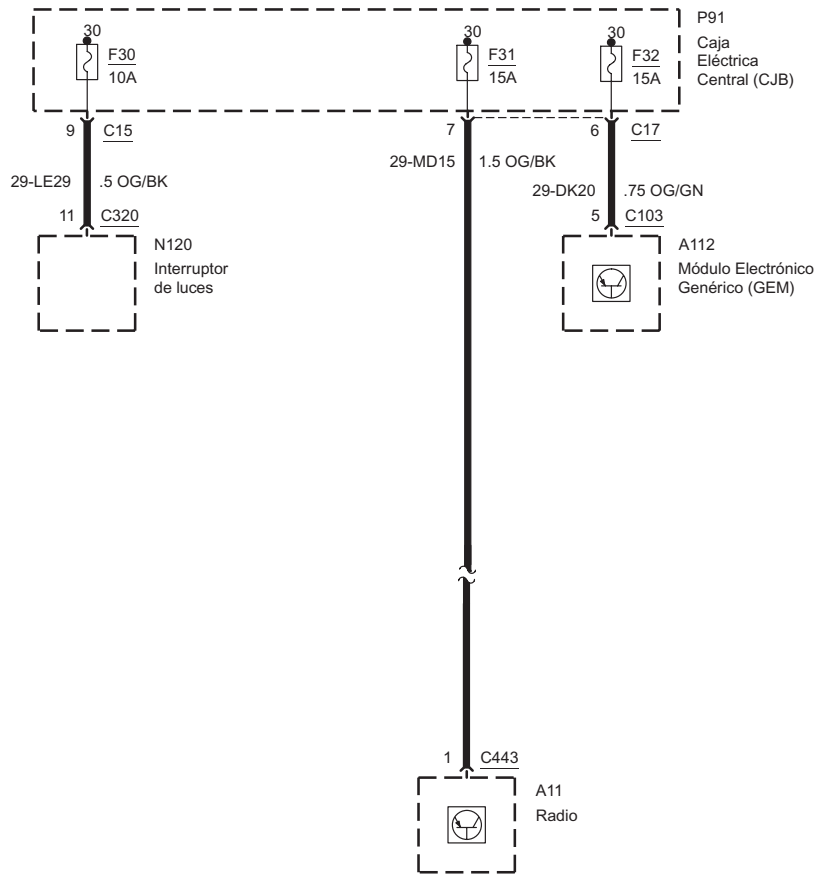 P91
Caja
Eléctrica
Central (CJB)
30
F30
10A
30
F31
15A
30
F32
15A
9 C15
7
6 C17
29-LE29 .5 OG/BK
29-MD15 1.5 OG/BK
29-DK20 .75 OG/GN
11 C320
5 C103
N120
Interruptor
de luces
A112
Módulo Electrónico
Genérico (GEM)
1 C443
A11
Radio